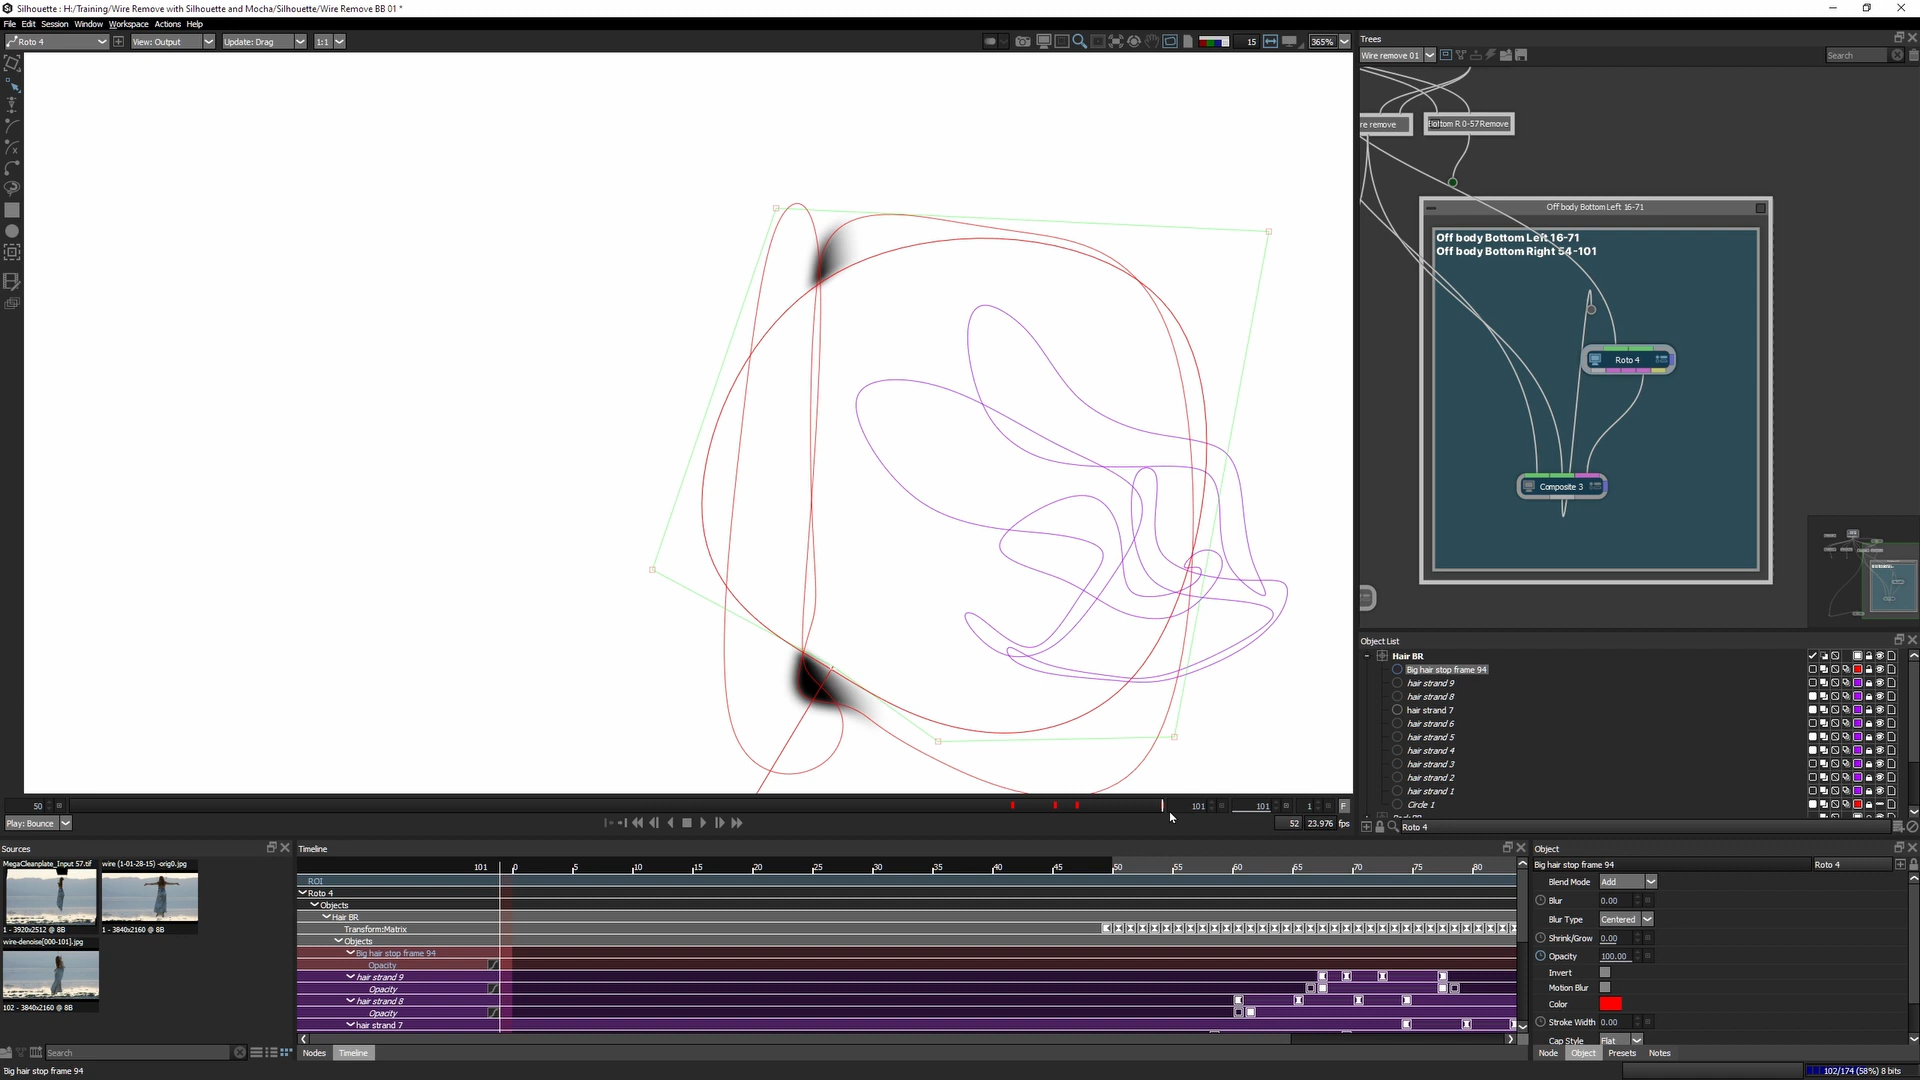 Silhouette : H:/Training/Wire Remove with Silhouette and Mocha/Silhouette/Wire Remove BB 01 *
File Edit Session Window Workspace Actions Help
Roto 4 View: Output Update: Drag 1:1 15 365%
Trees
Wire remove 01 Search
re remove Bottom R 0-57Remove
Off body Bottom Left 16-71
Off body Bottom Left 16-71
Off body Bottom Right 54-101
Roto 4
Composite 3
Object List
Hair BR
Big hair stop frame 94
hair strand 9
hair strand 8
hair strand 7
hair strand 6
hair strand 5
hair strand 4
hair strand 3
hair strand 2
hair strand 1
Circle 1
Roto 4
50 101 101 1 F
Play: Bounce 52 23.976 fps
Sources
MegaCleanplate_Input 57.tif wire (1-01-28-15) -orig0.jpg
1 - 3920x2512 @ 8B 1 - 3840x2160 @ 8B
wire-denoise[000-101].jpg
102 - 3840x2160 @ 8B
Search
Timeline
101 0 5 10 15 20 25 30 35 40 45 50 55 60 65 70 75 80
ROI
Roto 4
Objects
Hair BR
Transform:Matrix
Objects
Big hair stop frame 94
Opacity
hair strand 9
Opacity
hair strand 8
Opacity
hair strand 7
Nodes Timeline
Object
Big hair stop frame 94 Roto 4
Blend Mode Add
Blur 0.00
Blur Type Centered
Shrink/Grow 0.00
Opacity 100.00
Invert
Motion Blur
Color
Stroke Width 0.00
Cap Style Flat
Node Object Presets Notes
Big hair stop frame 94
102/174 (58%) 8 bits